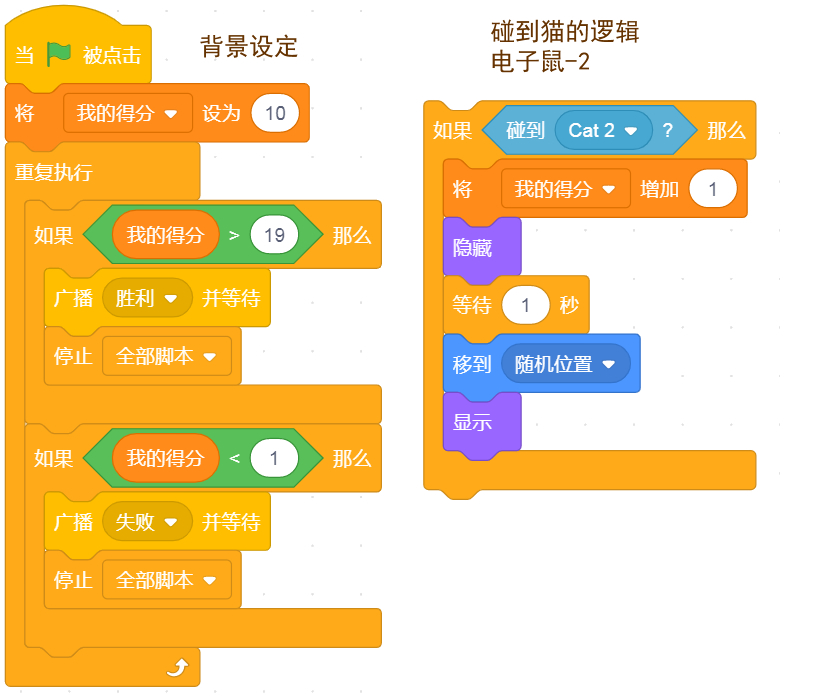 当 被点击
背景设定
将 我的得分 设为 10
重复执行
如果 我的得分 > 19 那么
广播 胜利 并等待
停止 全部脚本
如果 我的得分 < 1 那么
广播 失败 并等待
停止 全部脚本
碰到猫的逻辑
电子鼠-2
如果 碰到 Cat 2 ? 那么
将 我的得分 增加 1
隐藏
等待 1 秒
移到 随机位置
显示